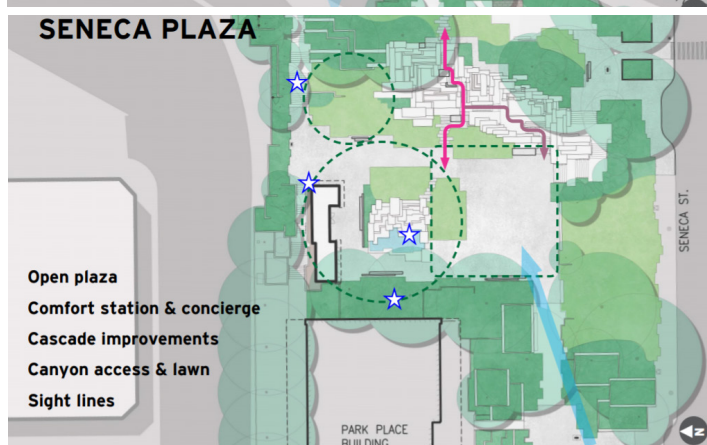 SENECA PLAZA
Open plaza
Comfort station & concierge
Cascade improvements
Canyon access & lawn
Sight lines
SENECA ST.
PARK PLACE
BUILDING
N